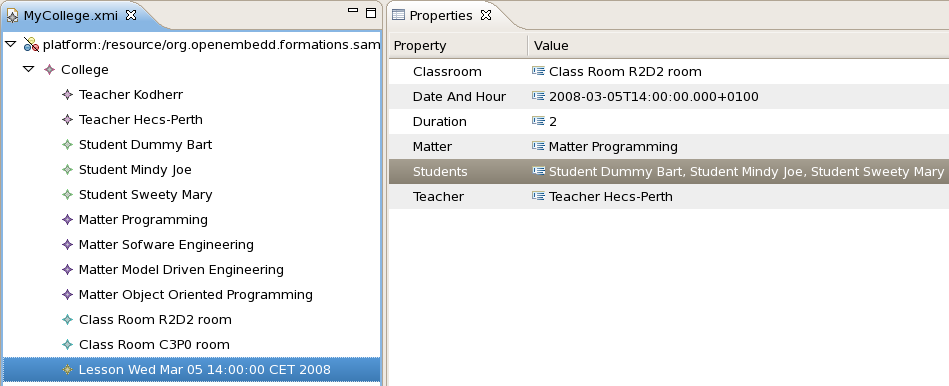 MyCollege.xmi
platform:/resource/org.openembedd.formations.sam
College
Teacher Kodherr
Teacher Hecs-Perth
Student Dummy Bart
Student Mindy Joe
Student Sweety Mary
Matter Programming
Matter Sofware Engineering
Matter Model Driven Engineering
Matter Object Oriented Programming
Class Room R2D2 room
Class Room C3P0 room
Lesson Wed Mar 05 14:00:00 CET 2008
Properties
Property Value
Classroom Class Room R2D2 room
Date And Hour 2008-03-05T14:00:00.000+0100
Duration 2
Matter Matter Programming
Students Student Dummy Bart, Student Mindy Joe, Student Sweety Mary
Teacher Teacher Hecs-Perth